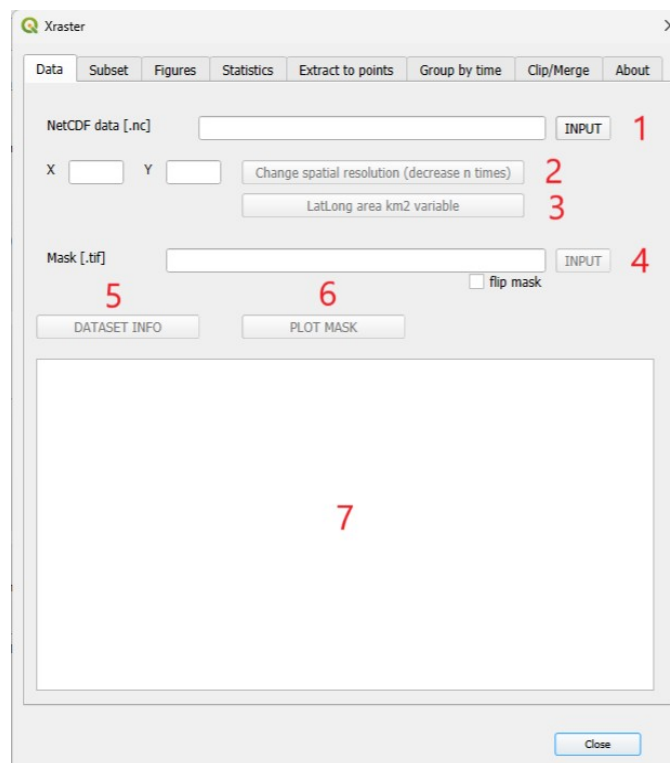 Xraster
Data Subset Figures Statistics Extract to points Group by time Clip/Merge About
NetCDF data [.nc] INPUT 1
X Y Change spatial resolution (decrease n times) 2
LatLong area km2 variable 3
Mask [.tif] INPUT 4
flip mask
5 6
DATASET INFO PLOT MASK
7
Close